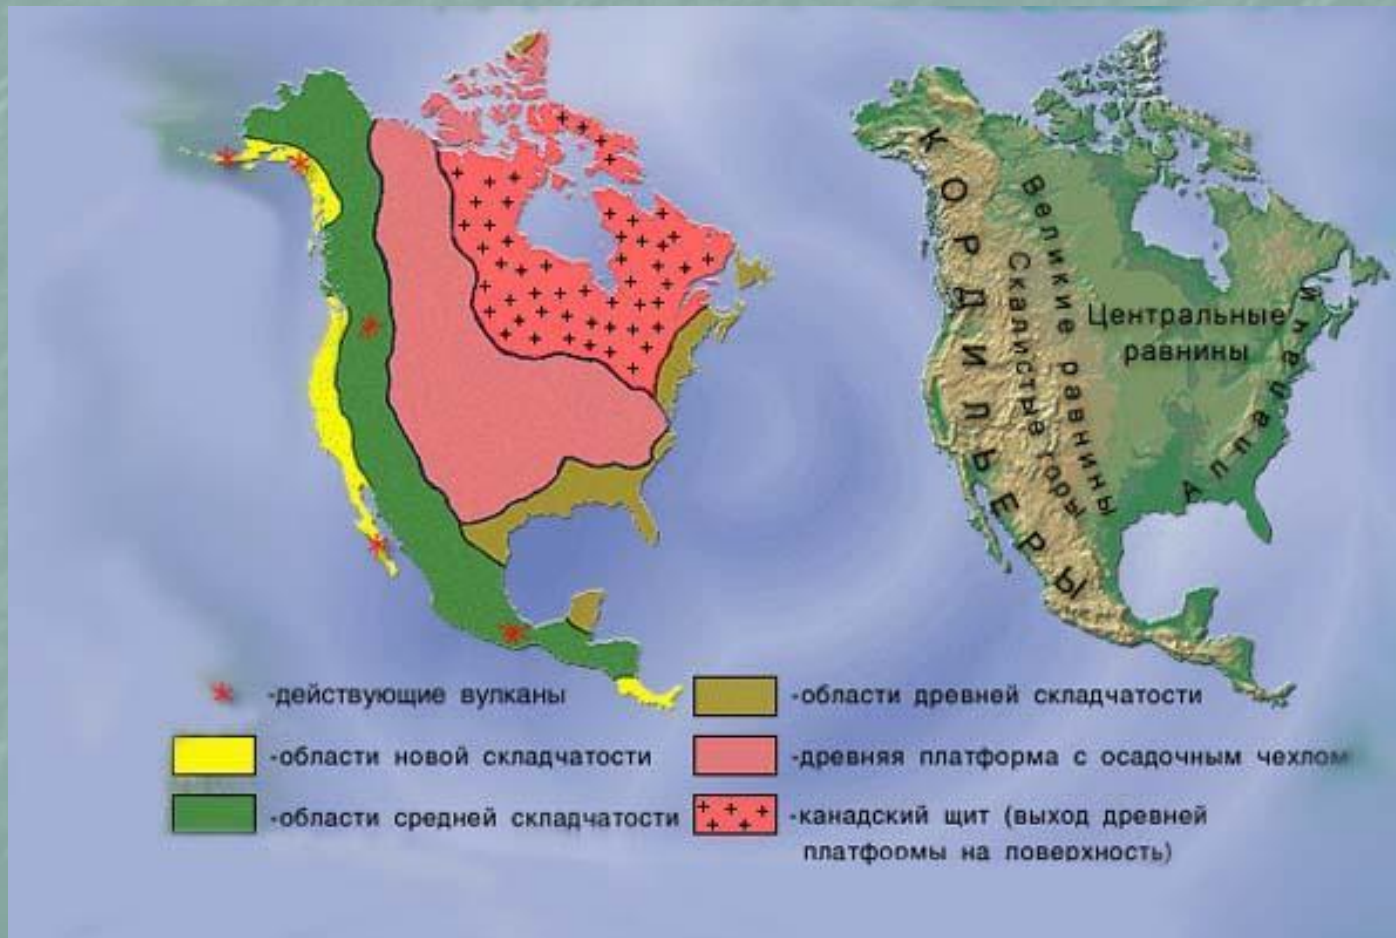 КОРДИЛЬЕРЫ
Скалистые горы
Великие равнины
Центральные
равнины
Аппалачи
-действующие вулканы
-области новой складчатости
-области средней складчатости
-области древней складчатости
-древняя платформа с осадочным чехлом
-канадский щит (выход древней
платформы на поверхность)